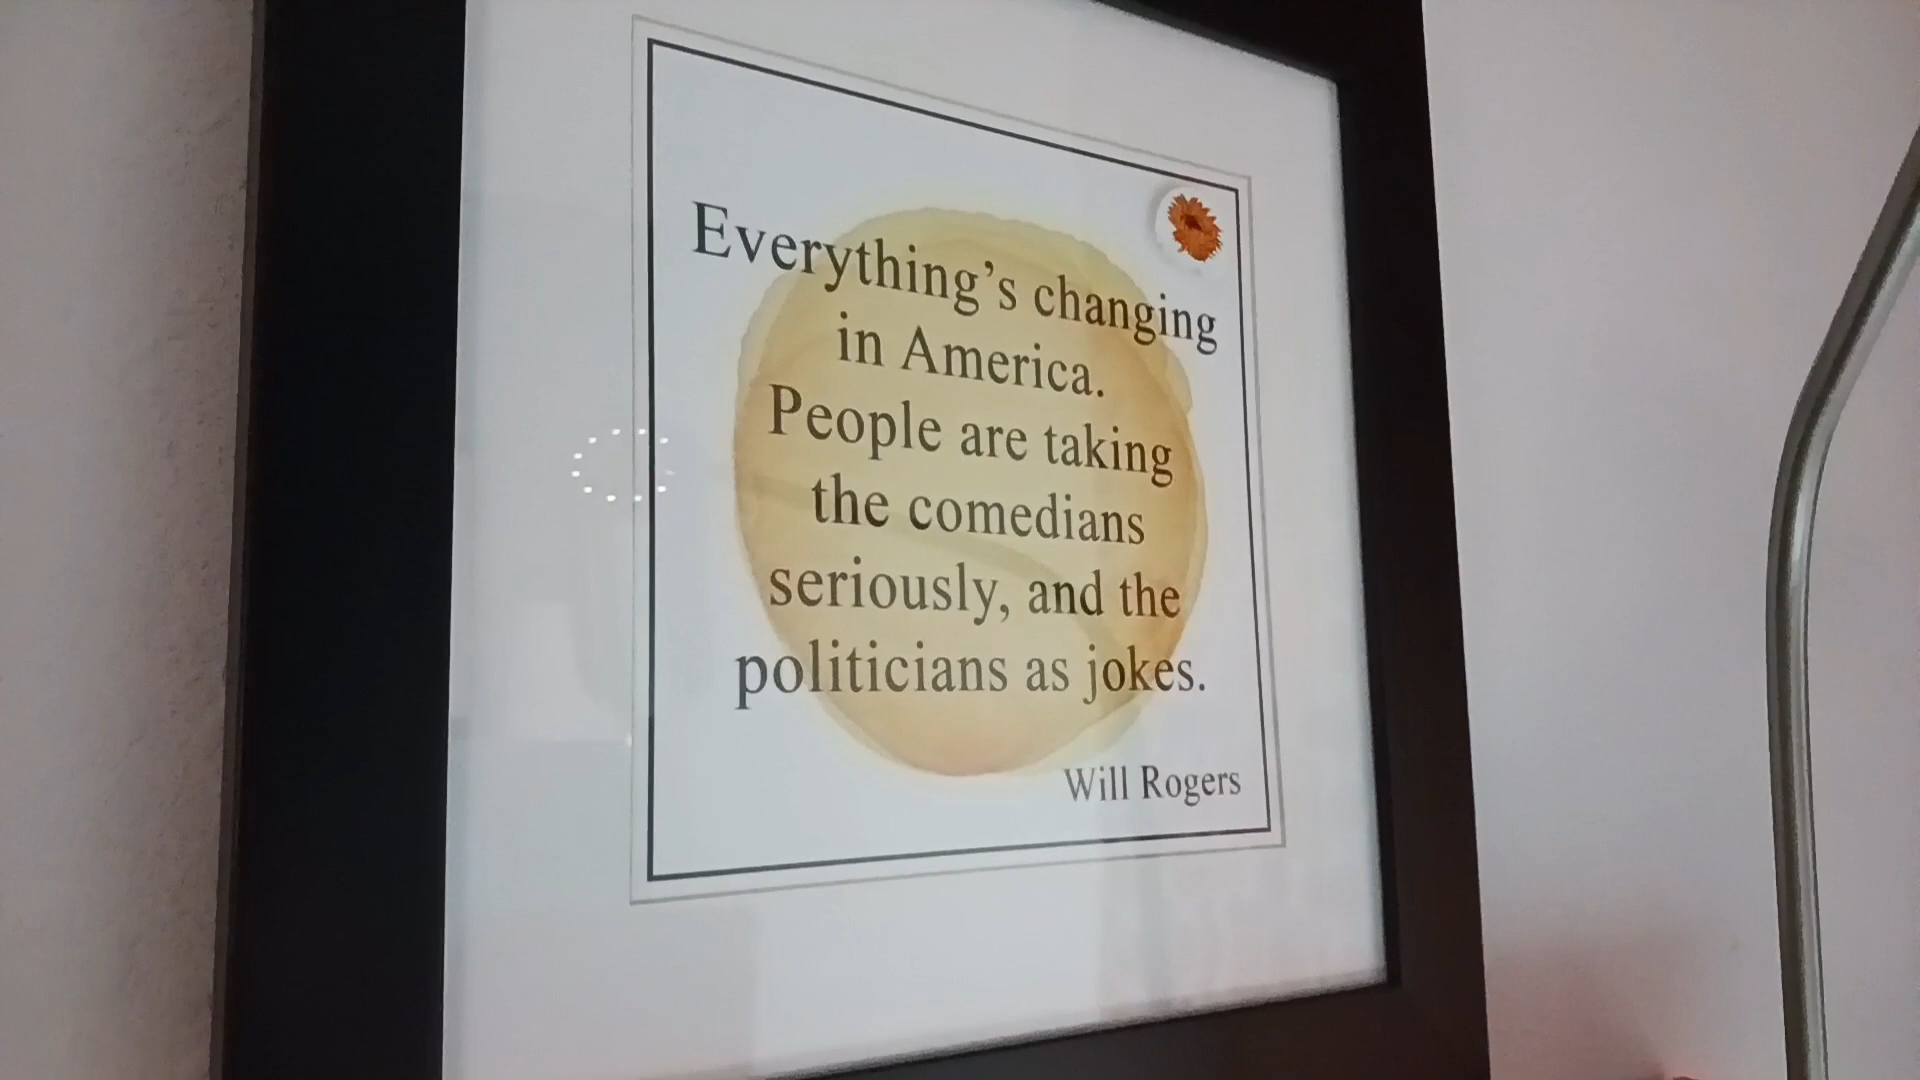 Everything’s changing
in America.
People are taking
the comedians
seriously, and the
politicians as jokes.
Will Rogers